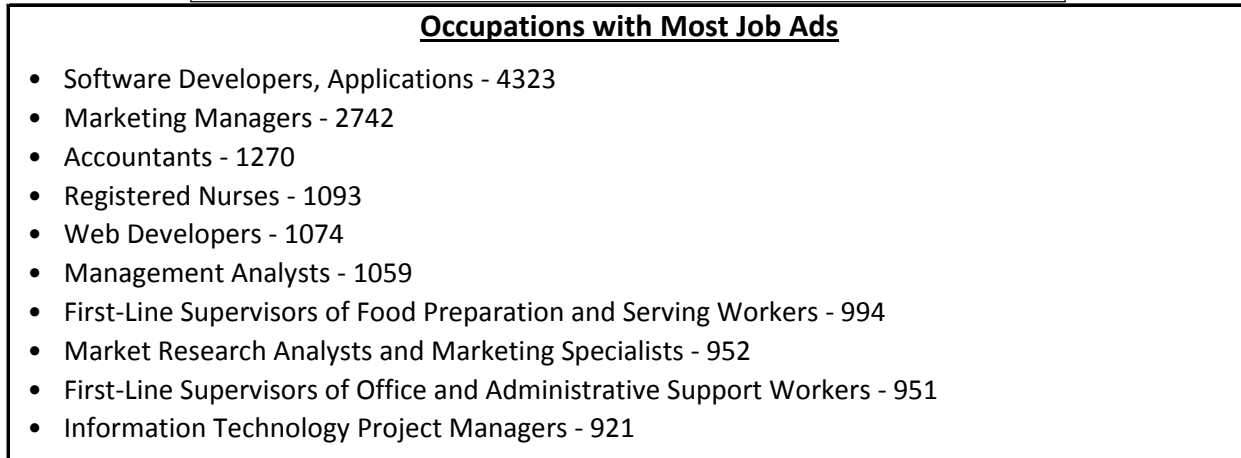 Occupations with Most Job Ads
• Software Developers, Applications - 4323
• Marketing Managers - 2742
• Accountants - 1270
• Registered Nurses - 1093
• Web Developers - 1074
• Management Analysts - 1059
• First-Line Supervisors of Food Preparation and Serving Workers - 994
• Market Research Analysts and Marketing Specialists - 952
• First-Line Supervisors of Office and Administrative Support Workers - 951
• Information Technology Project Managers - 921